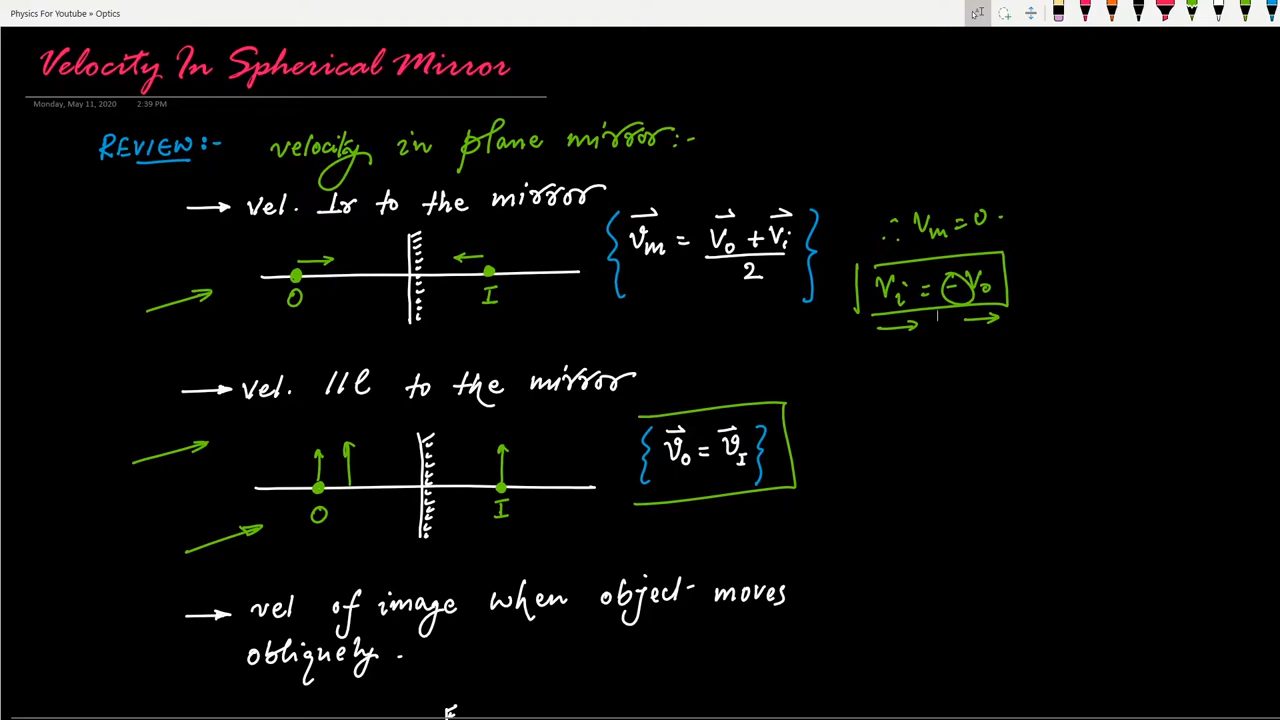 Physics For Youtube » Optics
Velocity In Spherical Mirror
Monday, May 11, 2020 2:39 PM
REVIEW:- velocity in plane mirror:-
→ vel. ⊥r to the mirror
O I
{v⃗m = (V⃗o + V⃗i)/2}
∴ Vm = 0.
Vi = -Vo
→ vel. ||l to the mirror
O I
{v⃗o = v⃗I}
→ vel of image when object moves
obliquely.